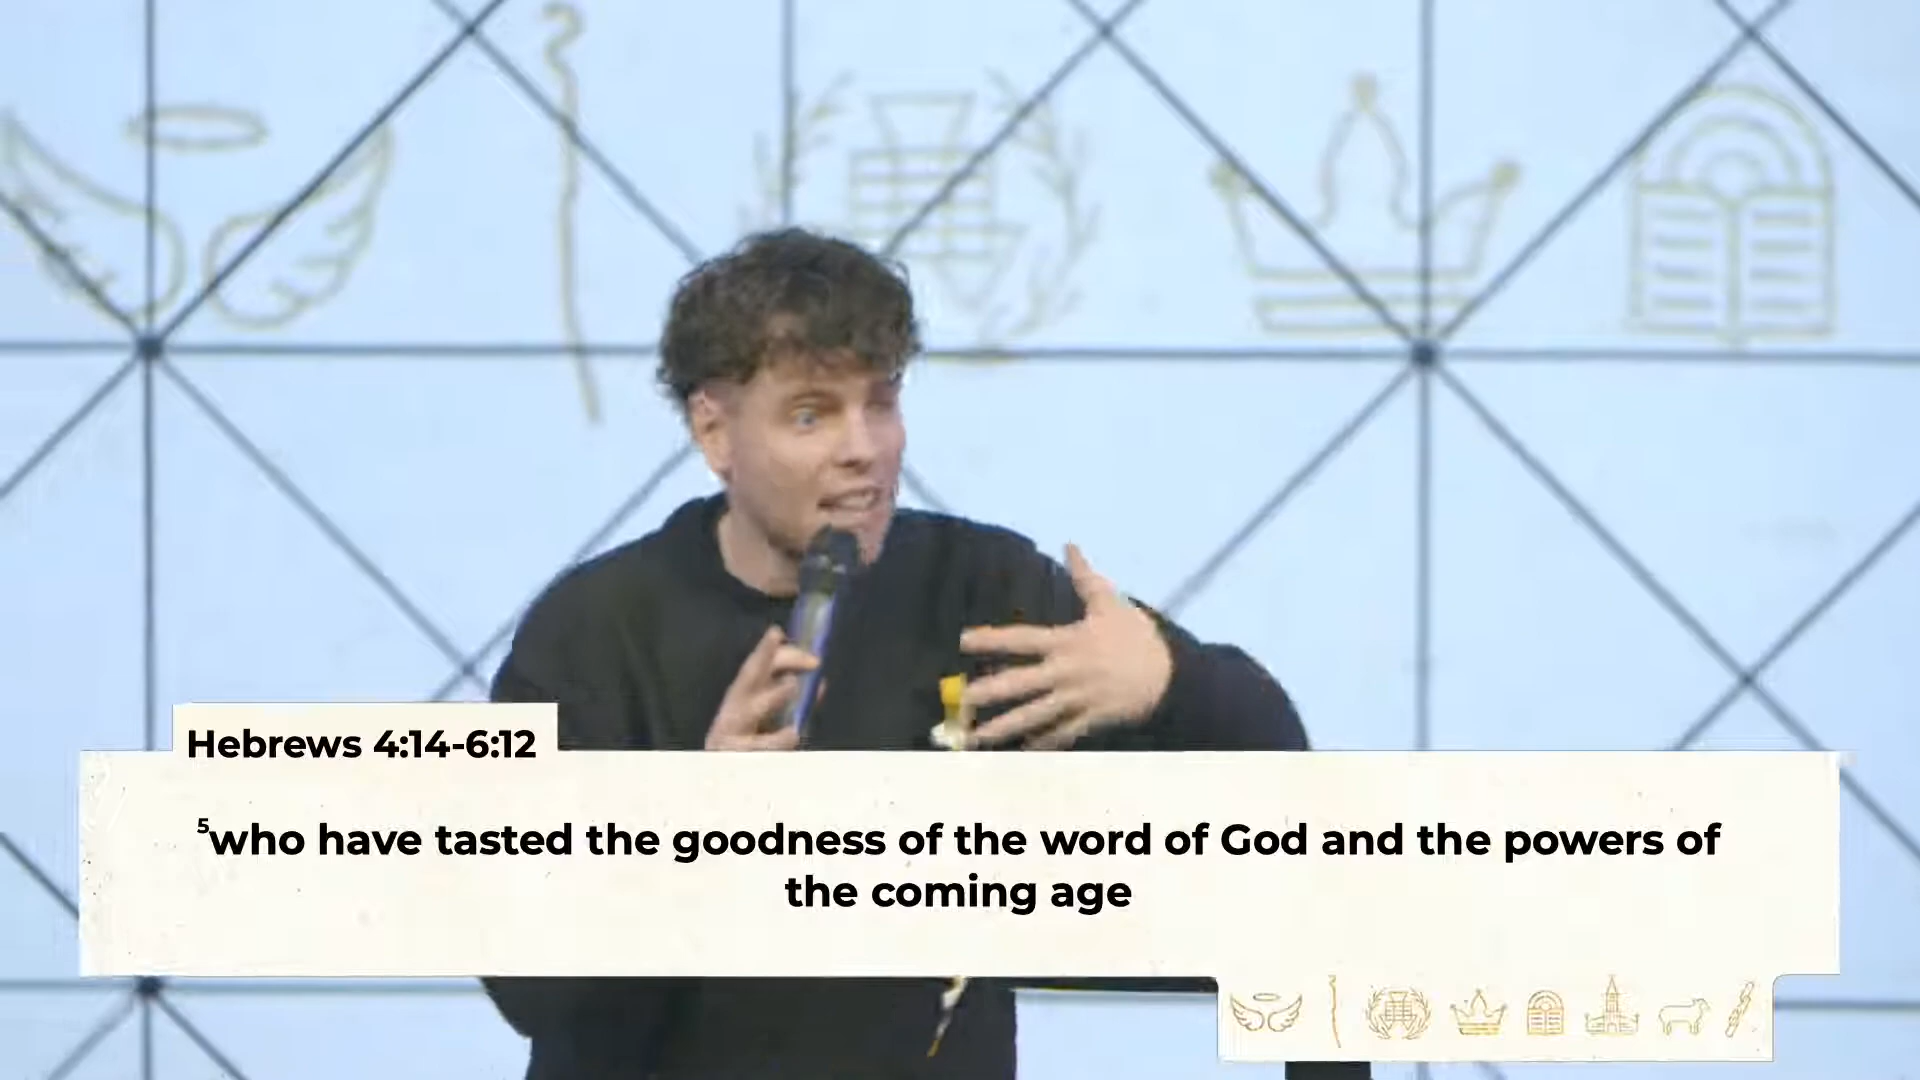 Hebrews 4:14-6:12
⁵who have tasted the goodness of the word of God and the powers of
the coming age